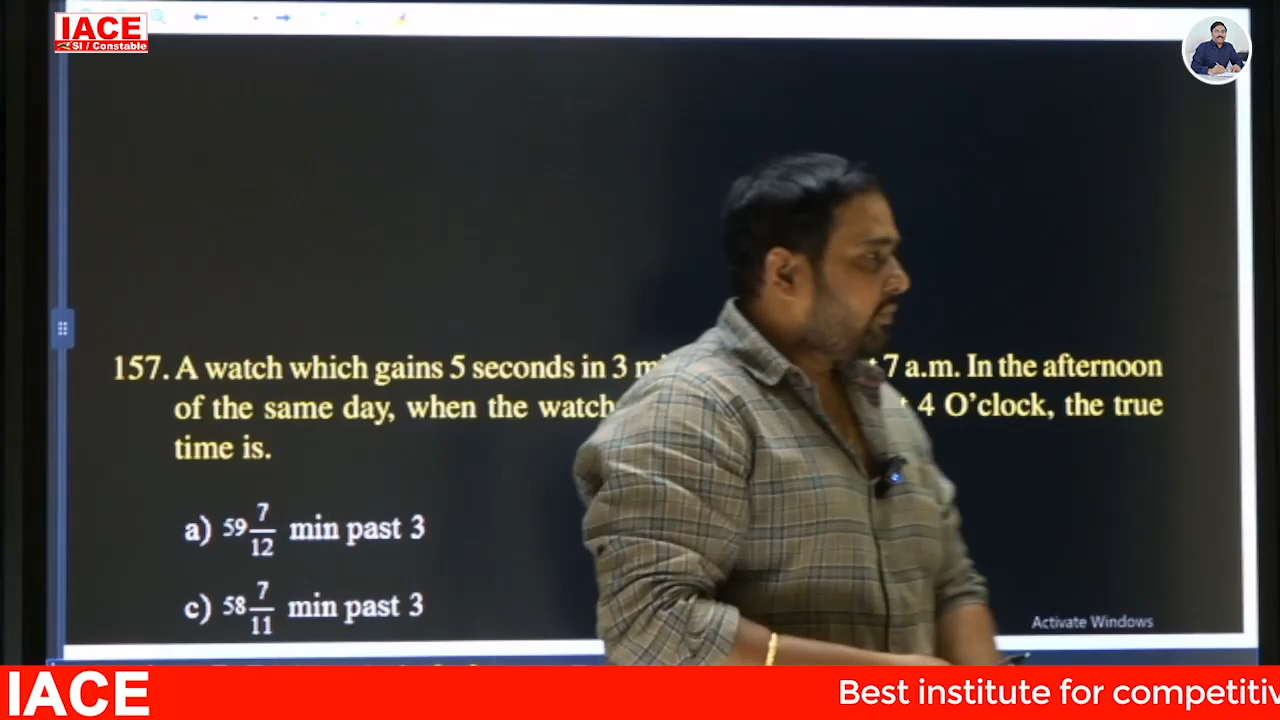 IACE
SI / Constable
157. A watch which gains 5 seconds in 3 7 a.m. In the afternoon
of the same day, when the watch 4 O'clock, the true
time is.
a) 59 7/12 min past 3
c) 58 7/11 min past 3
Activate Windows
IACE
Best institute for